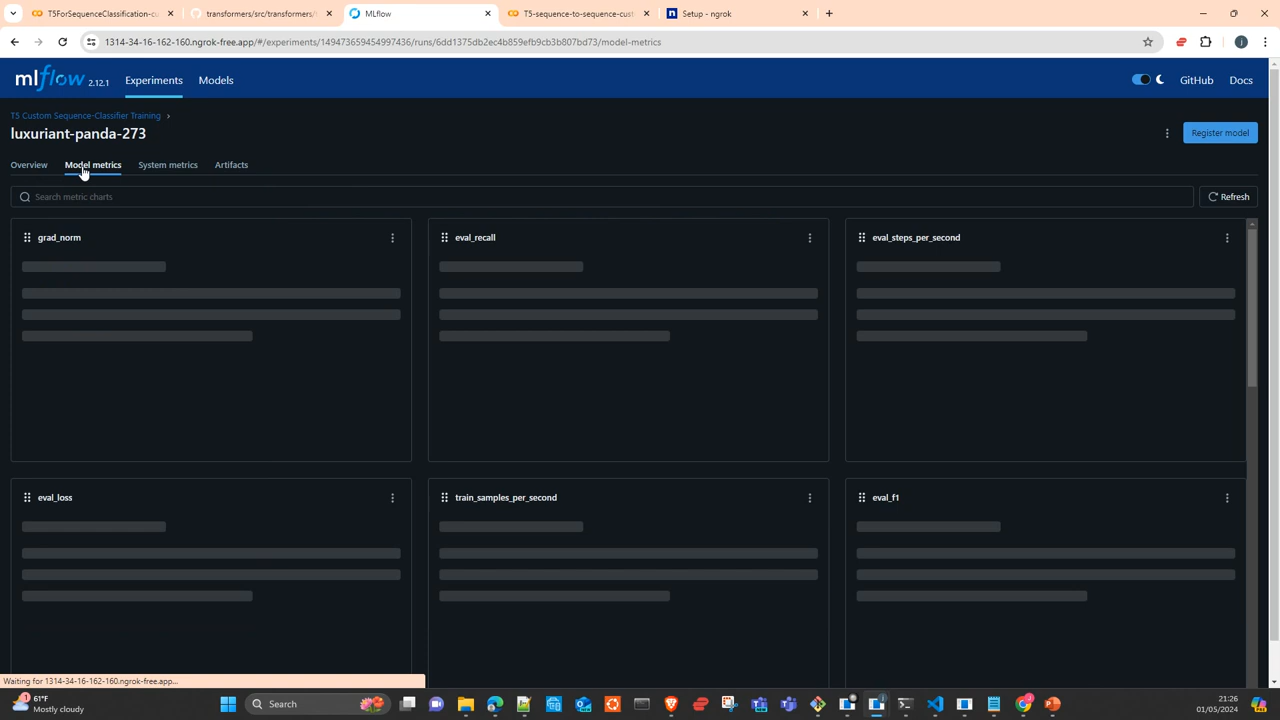 T5ForSequenceClassification-cu
transformers/src/transformers/
MLflow
T5-sequence-to-sequence-cust
Setup - ngrok
1314-34-16-162-160.ngrok-free.app/#/experiments/149473659454997436/runs/6dd1375db2ec4b859efb9cb3b807bd73/model-metrics
mlflow 2.12.1
Experiments
Models
GitHub
Docs
T5 Custom Sequence-Classifier Training
luxuriant-panda-273
Register model
Overview
Model metrics
System metrics
Artifacts
Search metric charts
Refresh
grad_norm
eval_recall
eval_steps_per_second
eval_loss
train_samples_per_second
eval_f1
Waiting for 1314-34-16-162-160.ngrok-free.app...
61°F
Mostly cloudy
Search
21:26
01/05/2024